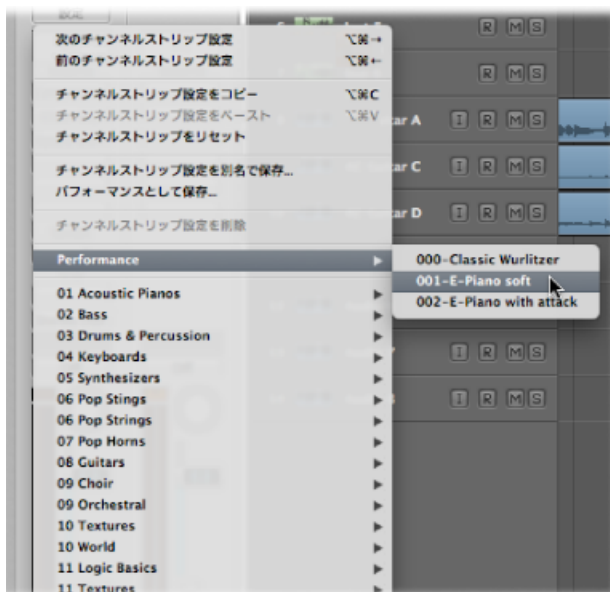 設定
次のチャンネルストリップ設定 ⌥⌘→
前のチャンネルストリップ設定 ⌥⌘←
チャンネルストリップ設定をコピー ⌥⌘C
チャンネルストリップ設定をペースト ⌥⌘V
チャンネルストリップをリセット
チャンネルストリップ設定を別名で保存...
パフォーマンスとして保存...
チャンネルストリップ設定を削除
Performance ▶
000-Classic Wurlitzer
001-E-Piano soft
002-E-Piano with attack
01 Acoustic Pianos ▶
02 Bass ▶
03 Drums & Percussion ▶
04 Keyboards ▶
05 Synthesizers ▶
06 Pop Stings ▶
06 Pop Strings ▶
07 Pop Horns ▶
08 Guitars ▶
09 Choir ▶
09 Orchestral ▶
10 Textures ▶
10 World ▶
11 Logic Basics ▶
11 Textures ▶
R M S
R M S
ar A I R M S
ar C I R M S
ar D I R M S
I R M S
I R M S